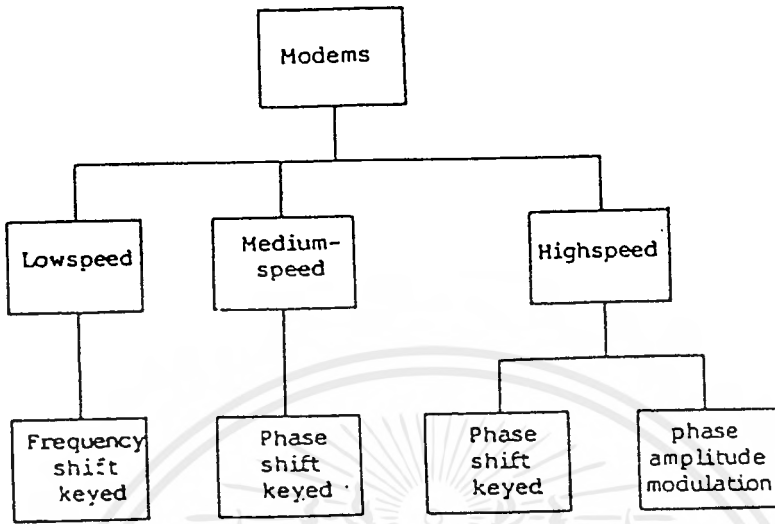 Modems
Lowspeed
Medium-
speed
Highspeed
Frequency
shift
keyed
Phase
shift
keyed
Phase
shift
keyed
phase
amplitude
modulation